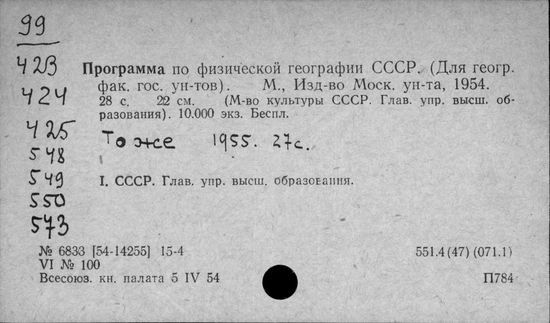 99
423
424
425
548
549
550
573
Программа по физической географии СССР. (Для геогр.
фак. гос. ун-тов). М., Изд-во Моск. ун-та, 1954.
28 с. 22 см. (М-во культуры СССР. Глав. упр. высш. об-
разования). 10.000 экз. Беспл.
То же 1955. 27с.
I. СССР. Глав. упр. высш. образования.
№ 6833 [54-14255] 15-4
551.4(47)(071.1)
VI № 100
Всесоюз. кн. палата 5 IV 54
П784